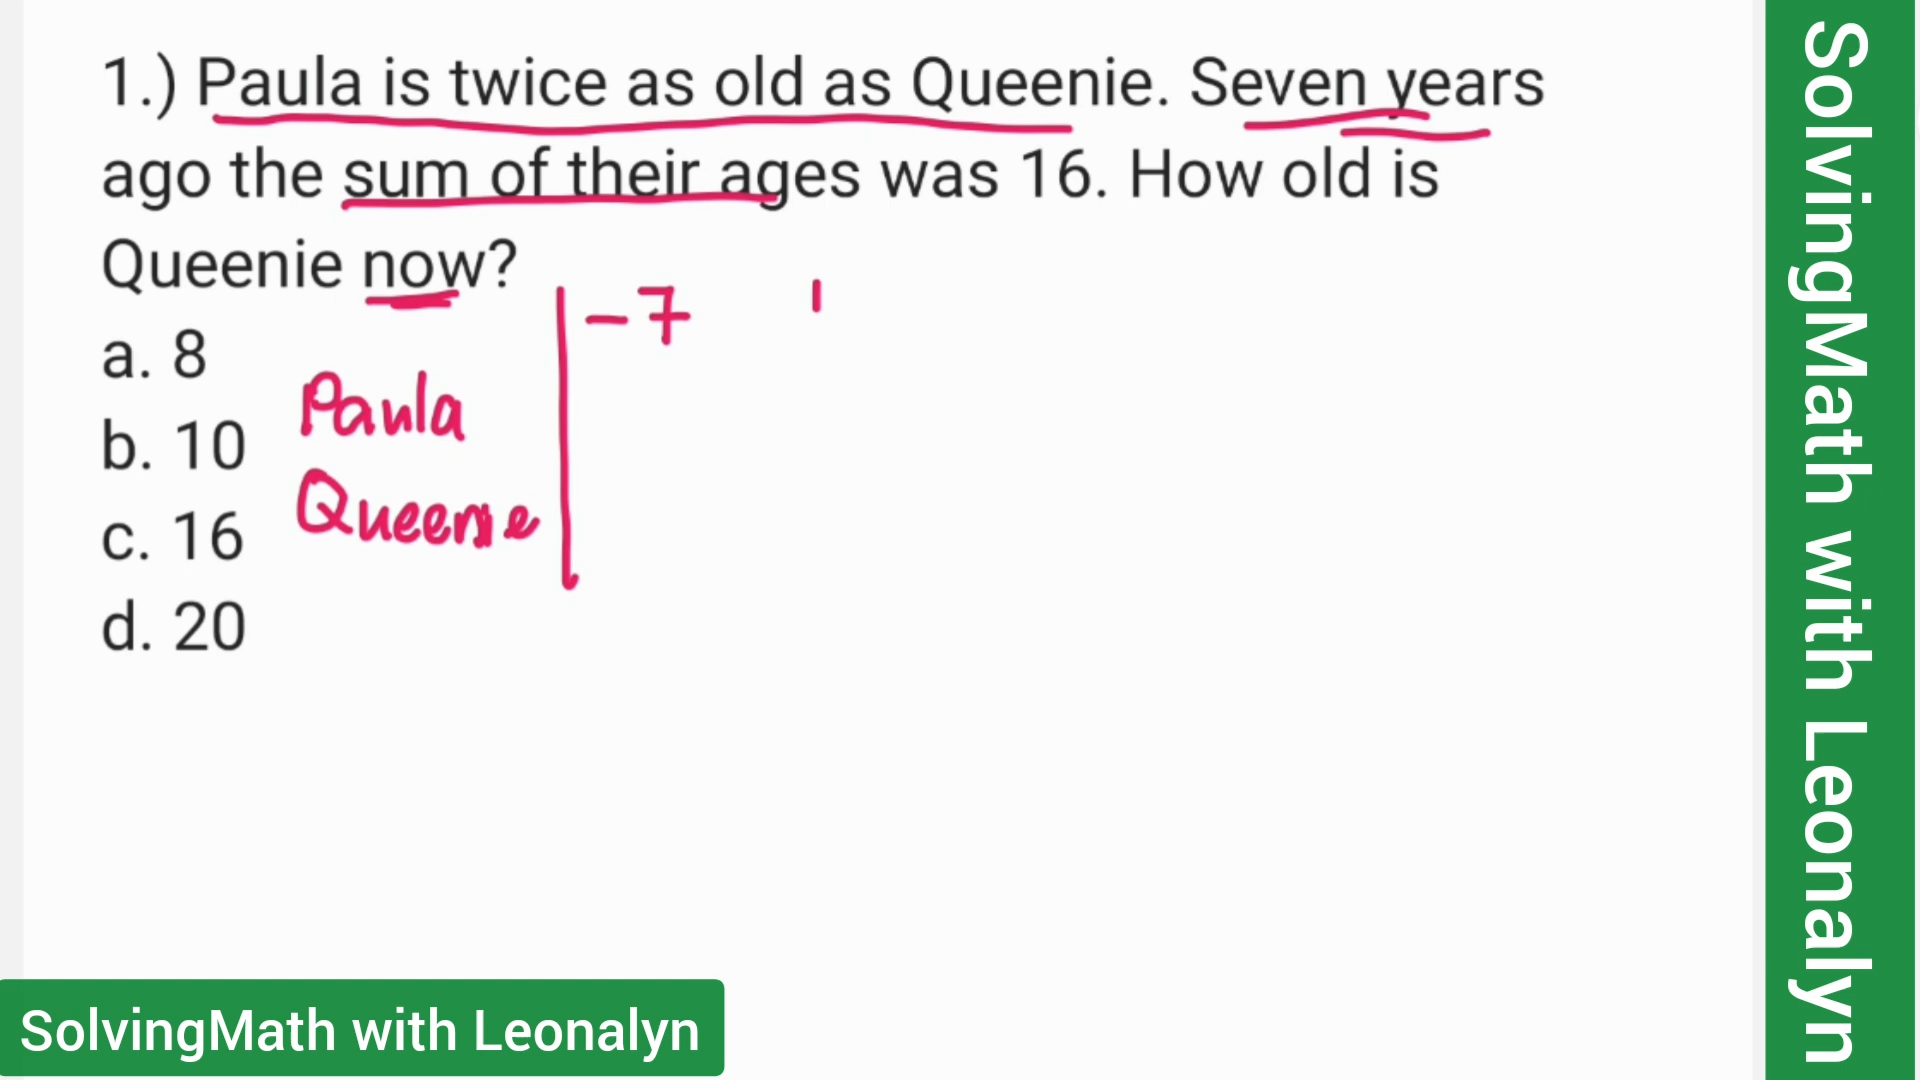 1.) Paula is twice as old as Queenie. Seven years
ago the sum of their ages was 16. How old is
Queenie now?
a. 8
b. 10
c. 16
d. 20
-7
Paula
Queenie
SolvingMath with Leonalyn
SolvingMath with Leonalyn